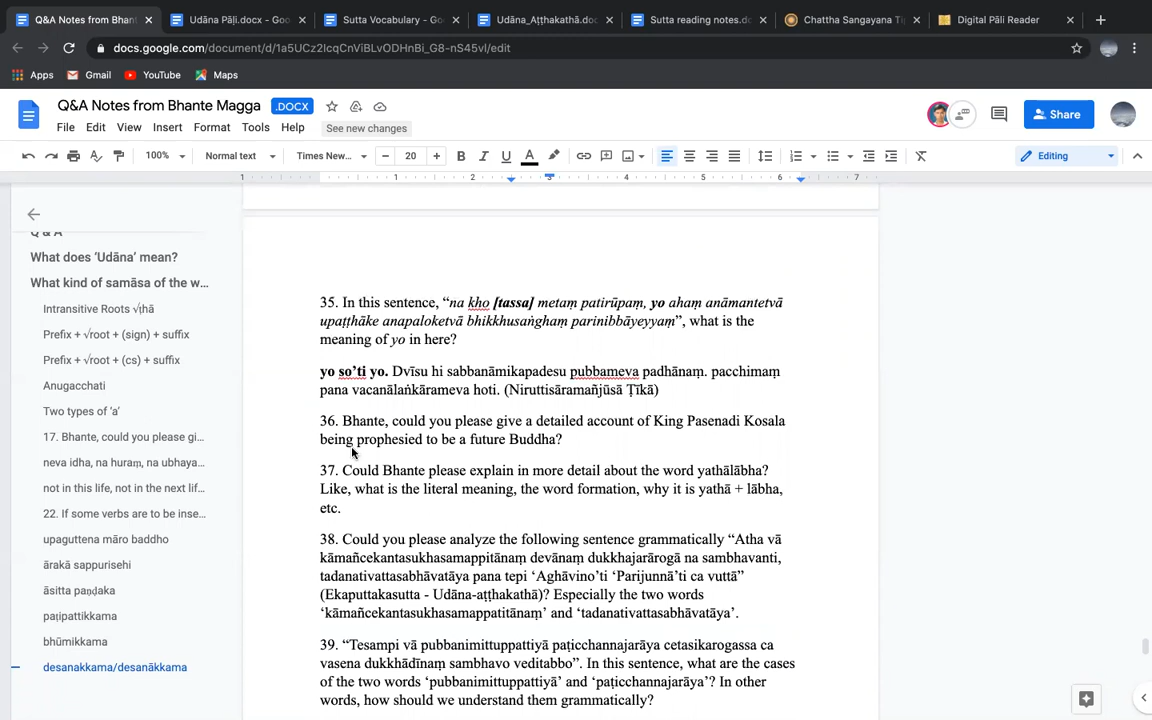 Q&A Notes from Bhant
Udāna Pāḷi.docx - Goo
Sutta Vocabulary - Go
Udāna_Aṭṭhakathā.doc
Sutta reading notes.d
Chattha Sangayana Ti
Digital Pāli Reader
docs.google.com/document/d/1a5UCz2IcqCnViBLvODHnBi_G8-nS45vI/edit
Apps Gmail YouTube Maps
Q&A Notes from Bhante Magga .DOCX
Share
File Edit View Insert Format Tools Help See new changes
100% Normal text Times New... 20 B I U A Editing
1 1 2 3 4 5 6 7
Q & A
What does ‘Udāna’ mean?
What kind of samāsa of the w...
Intransitive Roots √ṭhā
Prefix + √root + (sign) + suffix
Prefix + √root + (cs) + suffix
Anugacchati
Two types of ‘a’
17. Bhante, could you please gi...
neva idha, na huraṃ, na ubhaya...
not in this life, not in the next lif...
22. If some verbs are to be inse...
upaguttena māro baddho
ārakā sappurisehi
āsitta paṇḍaka
paṭipattikkama
bhūmikkama
desanakkama/desanākkama
35. In this sentence, “na kho [tassa] metaṃ patirūpaṃ, yo ahaṃ anāmantetvā
upaṭṭhāke anapaloketvā bhikkhusaṅghaṃ parinibbāyeyyaṃ”, what is the
meaning of yo in here?
yo so’ti yo. Dvīsu hi sabbanāmikapadesu pubbameva padhānaṃ. pacchimaṃ
pana vacanālaṅkārameva hoti. (Niruttisāramañjūsā Ṭīkā)
36. Bhante, could you please give a detailed account of King Pasenadi Kosala
being prophesied to be a future Buddha?
37. Could Bhante please explain in more detail about the word yathālābha?
Like, what is the literal meaning, the word formation, why it is yathā + lābha,
etc.
38. Could you please analyze the following sentence grammatically “Atha vā
kāmañcekantasukhasamappitānaṃ devānaṃ dukkhajarārogā na sambhavanti,
tadanativattasabhāvatāya pana tepi ‘Aghāvino’ti ‘Parijunnā’ti ca vuttā”
(Ekaputtakasutta - Udāna-aṭṭhakathā)? Especially the two words
‘kāmañcekantasukhasamappatitānaṃ’ and ‘tadanativattasabhāvatāya’.
39. “Tesampi vā pubbanimittuppattiyā paṭicchannajarāya cetasikarogassa ca
vasena dukkhādīnaṃ sambhavo veditabbo”. In this sentence, what are the cases
of the two words ‘pubbanimittuppattiyā’ and ‘paṭicchannajarāya’? In other
words, how should we understand them grammatically?